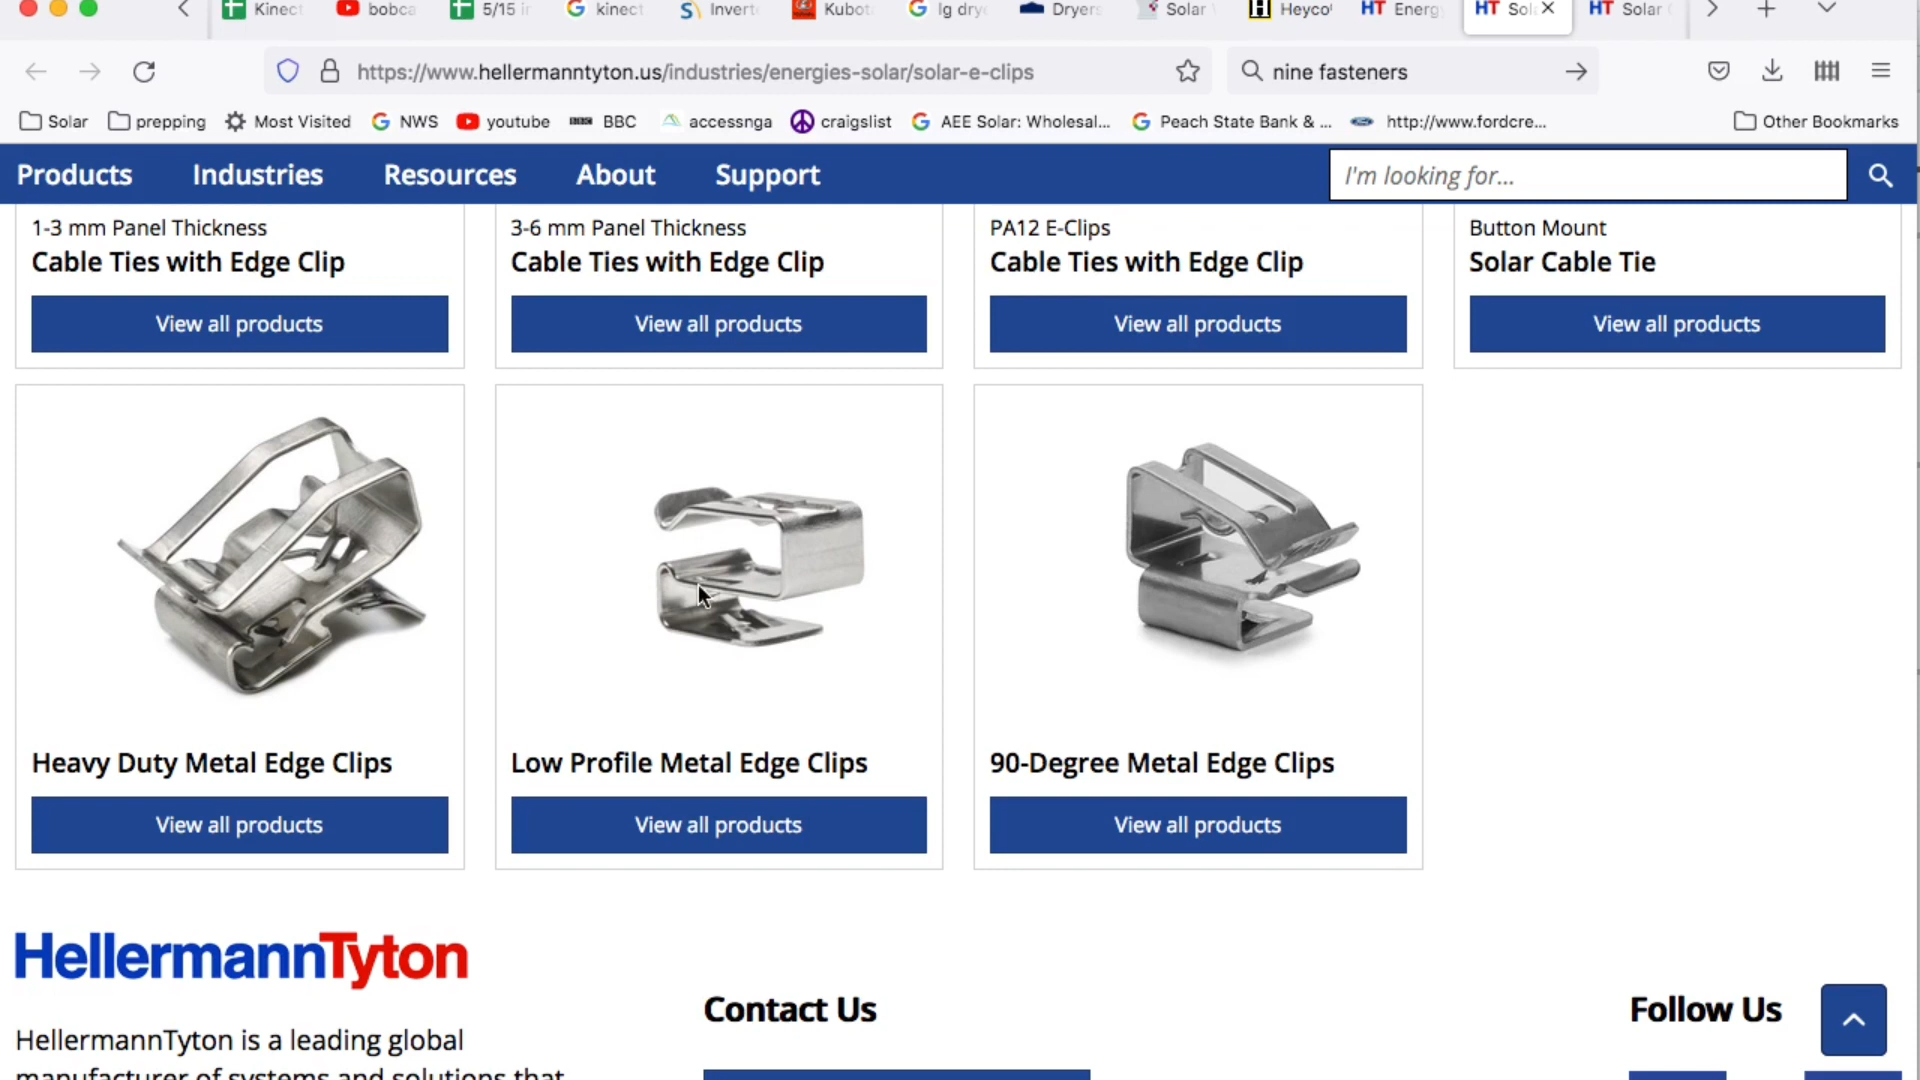 Kinect
bobca
5/15 i
kinect
Invert
Kubot
lg dry
Dryers
Solar
Heyco
HT Energ
HT Sol
HT Solar
https://www.hellermanntyton.us/industries/energies-solar/solar-e-clips
nine fasteners
Solar
prepping
Most Visited
NWS
youtube
BBC
accessnga
craigslist
AEE Solar: Wholesal...
Peach State Bank & ...
http://www.fordcre...
Other Bookmarks
Products
Industries
Resources
About
Support
I'm looking for...
1-3 mm Panel Thickness
Cable Ties with Edge Clip
View all products
3-6 mm Panel Thickness
Cable Ties with Edge Clip
View all products
PA12 E-Clips
Cable Ties with Edge Clip
View all products
Button Mount
Solar Cable Tie
View all products
Heavy Duty Metal Edge Clips
View all products
Low Profile Metal Edge Clips
View all products
90-Degree Metal Edge Clips
View all products
HellermannTyton
HellermannTyton is a leading global
manufacturer of systems and solutions that
Contact Us
Follow Us